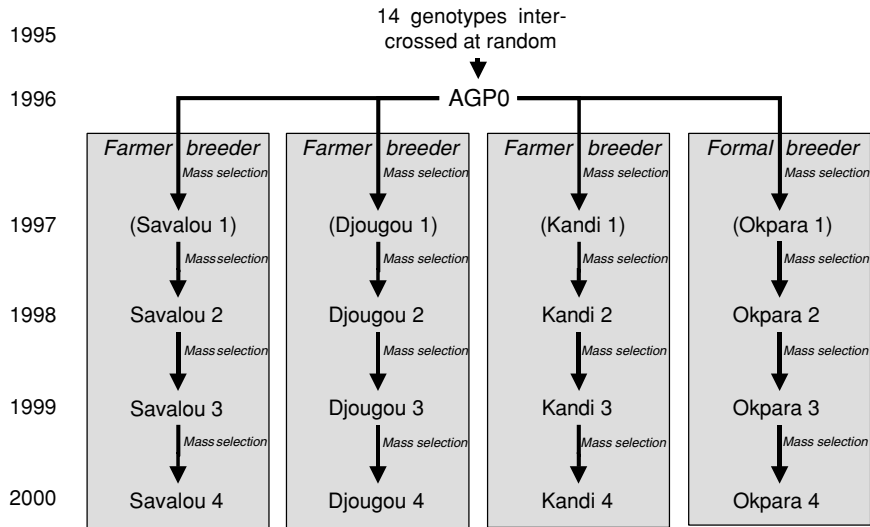 1995
14 genotypes inter-
crossed at random
1996
AGP0
Farmer breeder
Farmer breeder
Farmer breeder
Formal breeder
Mass selection
Mass selection
Mass selection
Mass selection
1997
(Savalou 1)
(Djougou 1)
(Kandi 1)
(Okpara 1)
Mass selection
Mass selection
Mass selection
Mass selection
1998
Savalou 2
Djougou 2
Kandi 2
Okpara 2
Mass selection
Mass selection
Mass selection
Mass selection
1999
Savalou 3
Djougou 3
Kandi 3
Okpara 3
Mass selection
Mass selection
Mass selection
Mass selection
2000
Savalou 4
Djougou 4
Kandi 4
Okpara 4